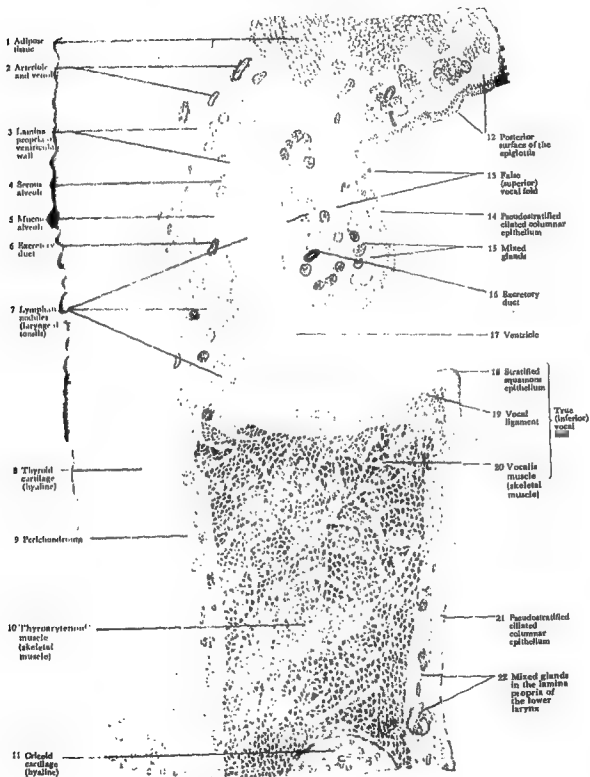 1 Adipose
tissue
2 Arteriole
and venule
3 Lamina
propria of
ventricular
wall
4 Serous
alveoli
5 Mucous
alveoli
6 Excretory
duct
7 Lymphatic
nodules
(laryngeal
tonsils)
8 Thyroid
cartilage
(hyaline)
9 Perichondrium
10 Thyroarytenoid
muscle
(skeletal
muscle)
11 Cricoid
cartilage
(hyaline)
12 Posterior
surface of the
epiglottis
13 False
(superior)
vocal fold
14 Pseudostratified
ciliated columnar
epithelium
15 Mixed
glands
16 Excretory
duct
17 Ventricle
18 Stratified
squamous
epithelium
19 Vocal
ligament
20 Vocalis
muscle
(skeletal
muscle)
True
(inferior)
vocal
21 Pseudostratified
ciliated
columnar
epithelium
22 Mixed glands
in the lamina
propria of
the lower
larynx